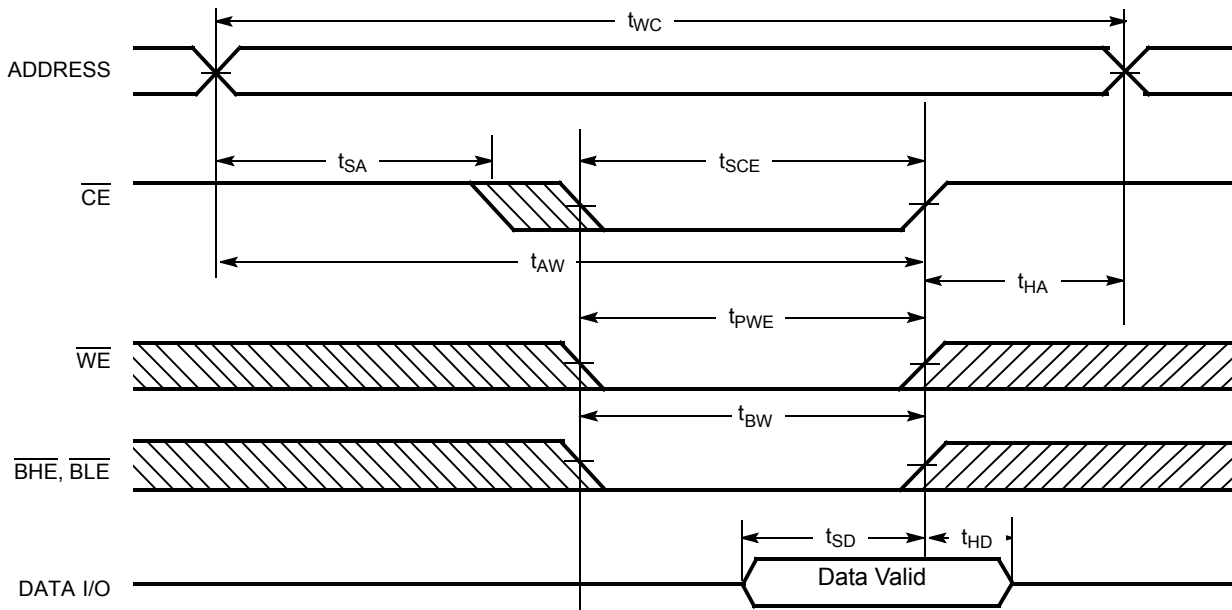 tWC
ADDRESS
tSA
tSCE
CE
tAW
tHA
tPWE
WE
tBW
BHE, BLE
tSD
tHD
DATA I/O
Data Valid